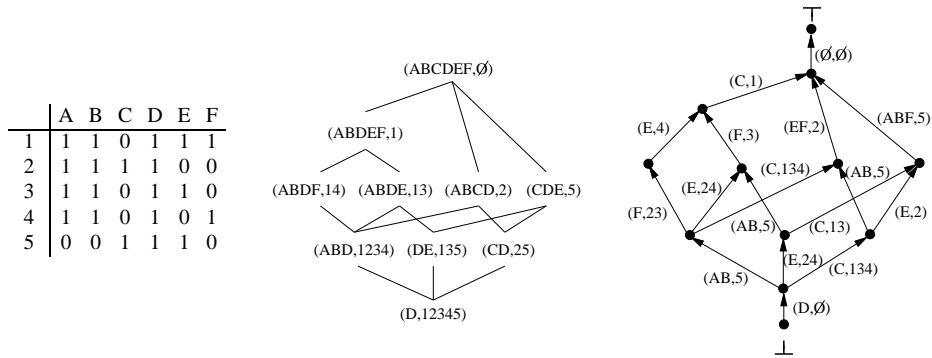 A B C D E F
1 1 1 0 1 1 1
2 1 1 1 1 0 0
3 1 1 0 1 1 0
4 1 1 0 1 0 1
5 0 0 1 1 1 0
(ABCDEF,Ø)
(ABDEF,1)
(ABDF,14) (ABDE,13) (ABCD,2) (CDE,5)
(ABD,1234) (DE,135) (CD,25)
(D,12345)
(Ø,Ø)
(C,1)
(ABF,5)
(E,4) (F,3) (EF,2)
(C,134) (AB,5)
(E,24)
(F,23) (E,2)
(AB,5) (C,13)
(E,24)
(AB,5) (C,134)
(D,Ø)